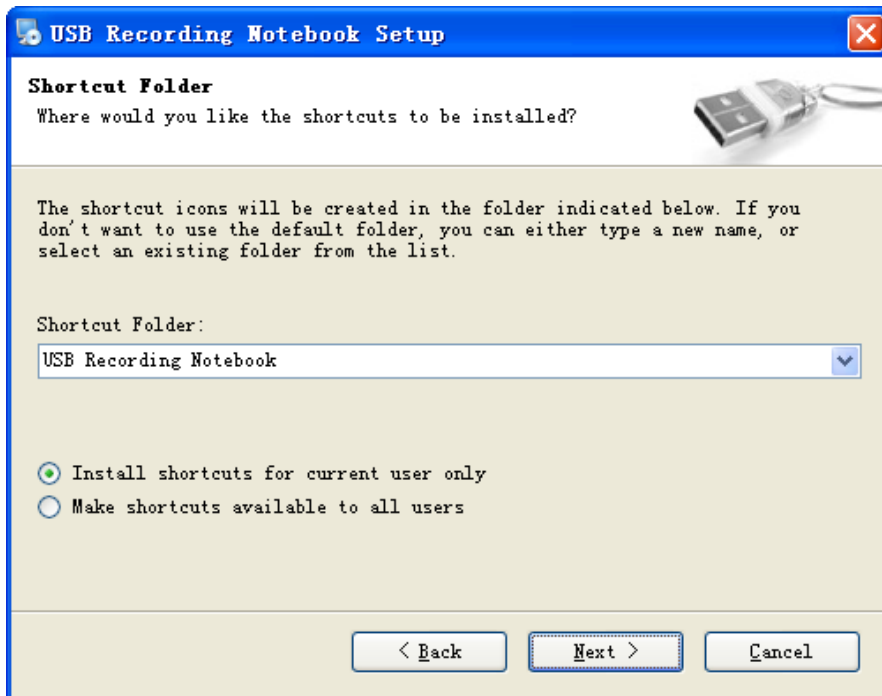 USB Recording Notebook Setup
Shortcut Folder
Where would you like the shortcuts to be installed?
The shortcut icons will be created in the folder indicated below. If you
don't want to use the default folder, you can either type a new name, or
select an existing folder from the list.
Shortcut Folder:
USB Recording Notebook
Install shortcuts for current user only
Make shortcuts available to all users
< Back
Next >
Cancel